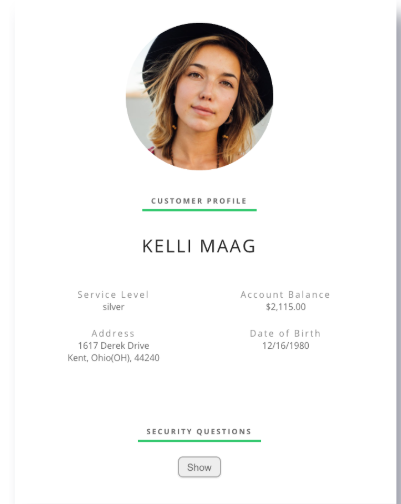 CUSTOMER PROFILE
KELLI MAAG
Service Level
silver
Account Balance
$2,115.00
Address
1617 Derek Drive
Kent, Ohio(OH), 44240
Date of Birth
12/16/1980
SECURITY QUESTIONS
Show